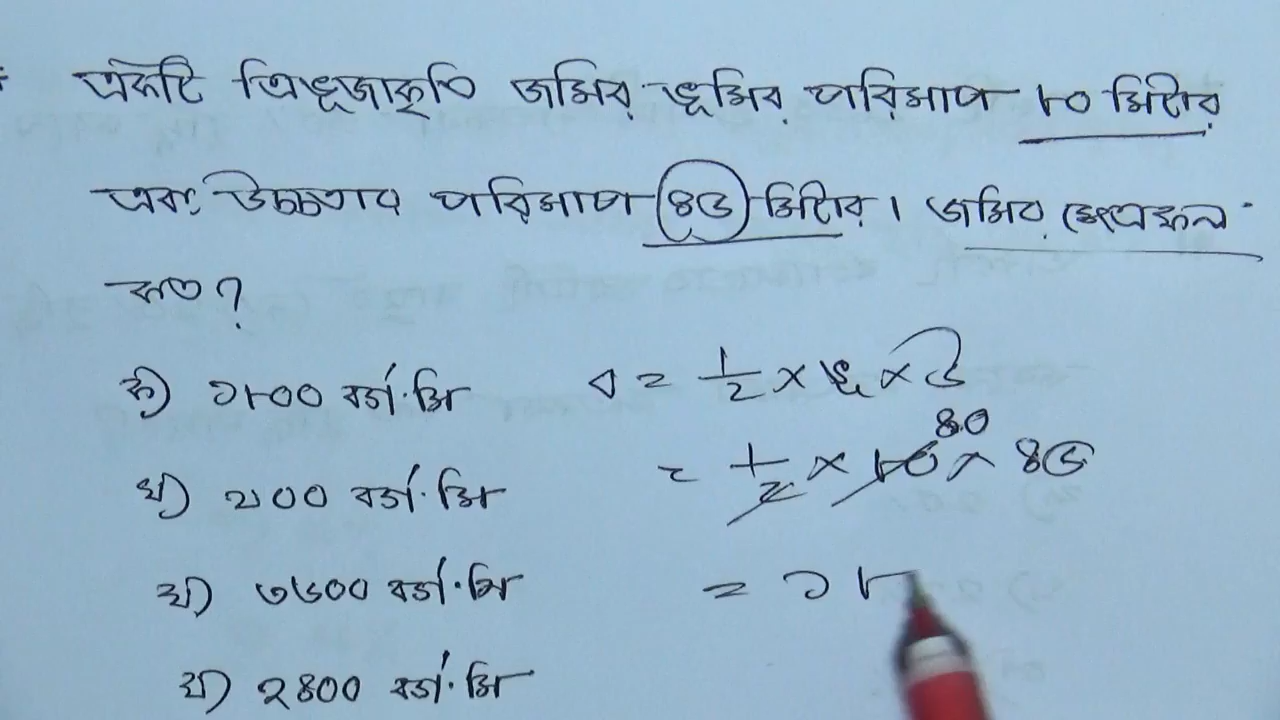 একটি ত্রিভূজাকৃতি জমির ভূমির পরিমাপ ৮০ মিটার
এবং উচ্চতার পরিমাপ ৪৫ মিটার। জমির ক্ষেত্রফল
কত?
ক) ১৮০০ বর্গ.মি
খ) ২১০০ বর্গ.মি
গ) ৩৬০০ বর্গ.মি
ঘ) ২৪০০ বর্গ.মি
△ = 1/2 × ভূ × উ
= 1/2 × ৮০ × ৪৫
৪০
= ১৮